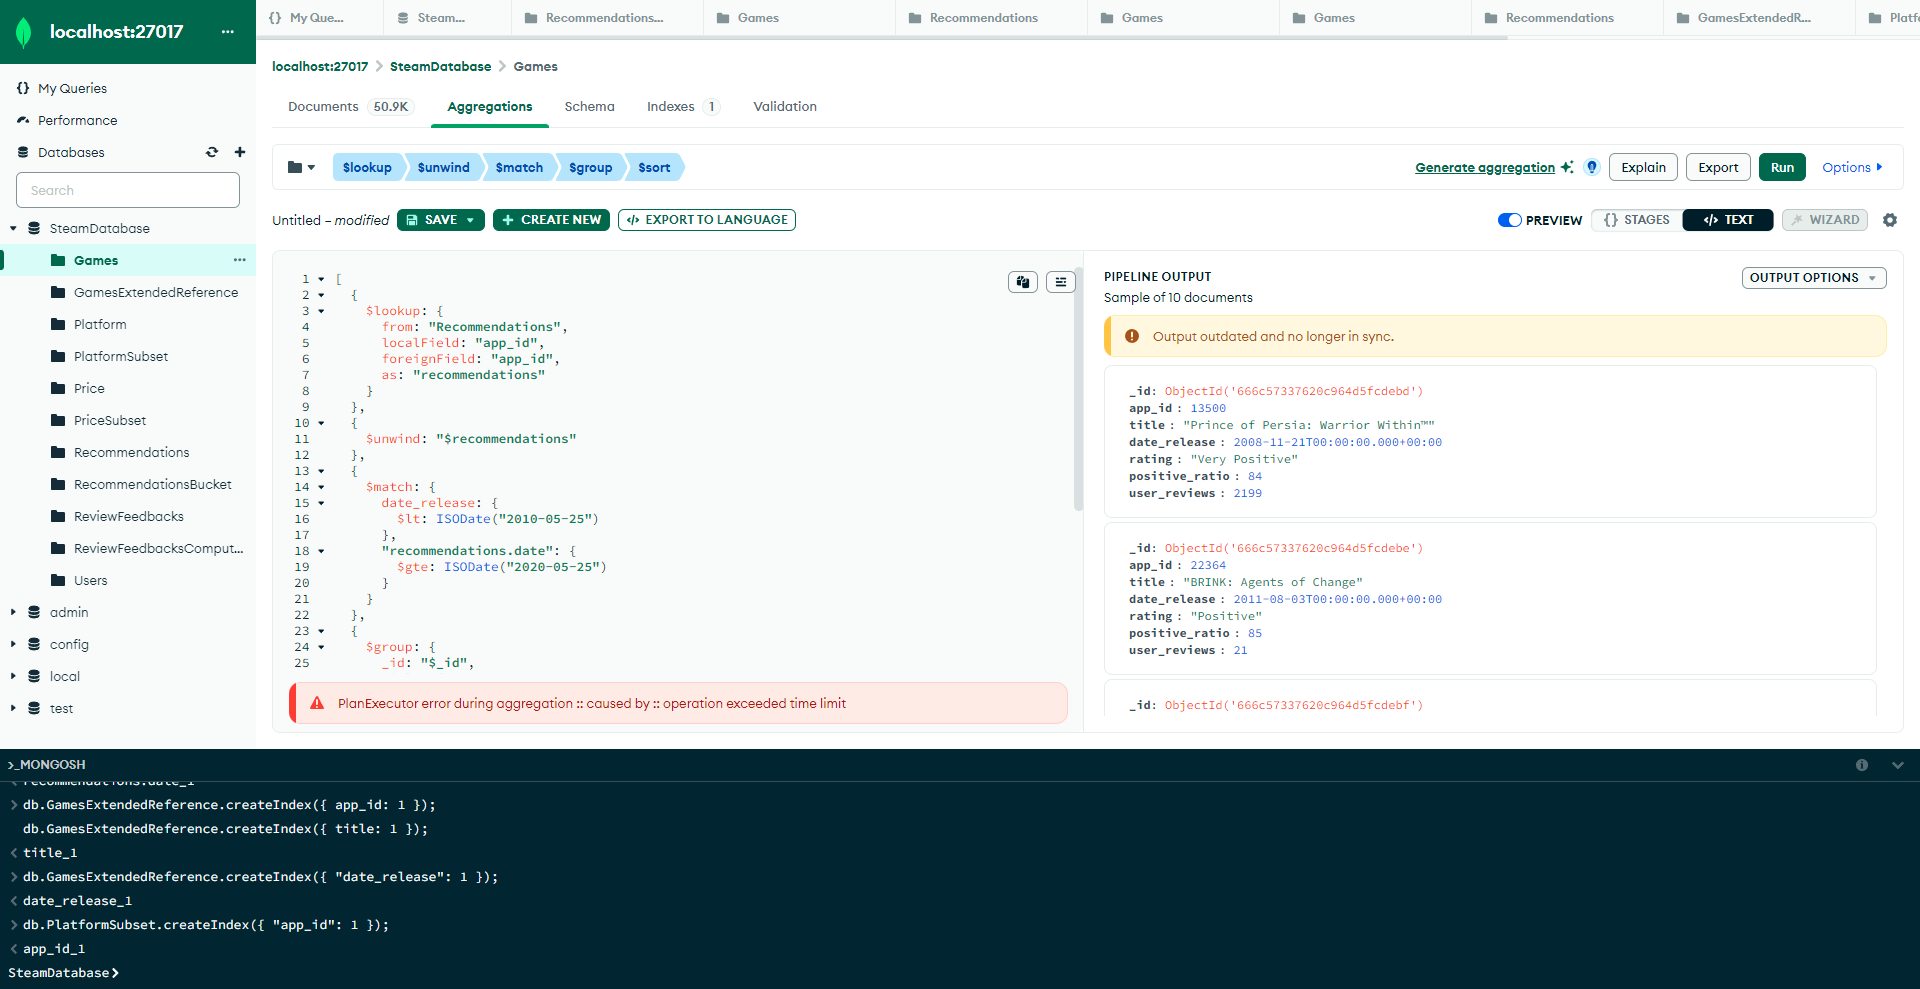 localhost:27017
My Que...
Steam...
Recommendations...
Games
Recommendations
Games
Games
Recommendations
GamesExtendedR...
Platf
My Queries
Performance
Databases
Search
SteamDatabase
Games
GamesExtendedReference
Platform
PlatformSubset
Price
PriceSubset
Recommendations
RecommendationsBucket
ReviewFeedbacks
ReviewFeedbacksComput...
Users
admin
config
local
test
localhost:27017 > SteamDatabase > Games
Documents 50.9K Aggregations Schema Indexes 1 Validation
$lookup $unwind $match $group $sort
Generate aggregation Explain Export Run Options
Untitled – modified SAVE + CREATE NEW </> EXPORT TO LANGUAGE
PREVIEW {} STAGES </> TEXT WIZARD
1 [
2 {
3 $lookup: {
4 from: "Recommendations",
5 localField: "app_id",
6 foreignField: "app_id",
7 as: "recommendations"
8 }
9 },
10 {
11 $unwind: "$recommendations"
12 },
13 {
14 $match: {
15 date_release: {
16 $lt: ISODate("2010-05-25")
17 },
18 "recommendations.date": {
19 $gte: ISODate("2020-05-25")
20 }
21 }
22 },
23 {
24 $group: {
25 _id: "$_id",
PlanExecutor error during aggregation :: caused by :: operation exceeded time limit
PIPELINE OUTPUT
OUTPUT OPTIONS
Sample of 10 documents
Output outdated and no longer in sync.
_id: ObjectId('666c57337620c964d5fcdebd')
app_id : 13500
title : "Prince of Persia: Warrior Within™"
date_release : 2008-11-21T00:00:00.000+00:00
rating : "Very Positive"
positive_ratio : 84
user_reviews : 2199
_id: ObjectId('666c57337620c964d5fcdebe')
app_id : 22364
title : "BRINK: Agents of Change"
date_release : 2011-08-03T00:00:00.000+00:00
rating : "Positive"
positive_ratio : 85
user_reviews : 21
_id: ObjectId('666c57337620c964d5fcdebf')
>_MONGOSH
< recommendations.date_1
> db.GamesExtendedReference.createIndex({ app_id: 1 });
db.GamesExtendedReference.createIndex({ title: 1 });
< title_1
> db.GamesExtendedReference.createIndex({ "date_release": 1 });
< date_release_1
> db.PlatformSubset.createIndex({ "app_id": 1 });
< app_id_1
SteamDatabase>